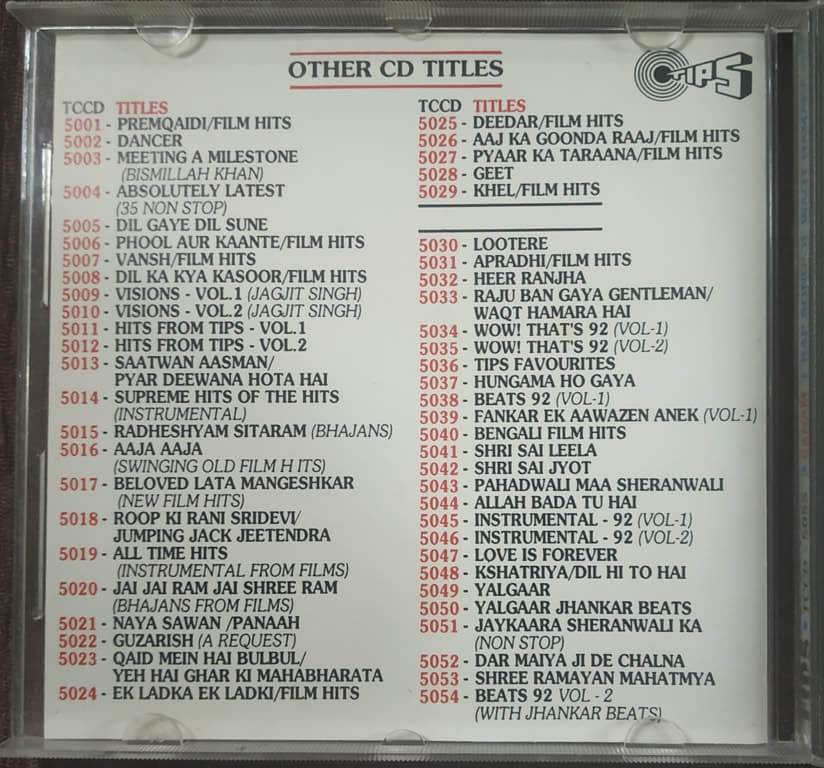 OTHER CD TITLES
TIPS
TCCD TITLES
5001 - PREMQAIDI/FILM HITS
5002 - DANCER
5003 - MEETING A MILESTONE
(BISMILLAH KHAN)
5004 - ABSOLUTELY LATEST
(35 NON STOP)
5005 - DIL GAYE DIL SUNE
5006 - PHOOL AUR KAANTE/FILM HITS
5007 - VANSH/FILM HITS
5008 - DIL KA KYA KASOOR/FILM HITS
5009 - VISIONS - VOL.1 (JAGJIT SINGH)
5010 - VISIONS - VOL.2 (JAGJIT SINGH)
5011 - HITS FROM TIPS - VOL.1
5012 - HITS FROM TIPS - VOL.2
5013 - SAATWAN AASMAN/
PYAR DEEWANA HOTA HAI
5014 - SUPREME HITS OF THE HITS
(INSTRUMENTAL)
5015 - RADHESHYAM SITARAM (BHAJANS)
5016 - AAJA AAJA
(SWINGING OLD FILM H ITS)
5017 - BELOVED LATA MANGESHKAR
(NEW FILM HITS)
5018 - ROOP KI RANI SRIDEVI/
JUMPING JACK JEETENDRA
5019 - ALL TIME HITS
(INSTRUMENTAL FROM FILMS)
5020 - JAI JAI RAM JAI SHREE RAM
(BHAJANS FROM FILMS)
5021 - NAYA SAWAN /PANAAH
5022 - GUZARISH (A REQUEST)
5023 - QAID MEIN HAI BULBUL/
YEH HAI GHAR KI MAHABHARATA
5024 - EK LADKA EK LADKI/FILM HITS
TCCD TITLES
5025 - DEEDAR/FILM HITS
5026 - AAJ KA GOONDA RAAJ/FILM HITS
5027 - PYAAR KA TARAANA/FILM HITS
5028 - GEET
5029 - KHEL/FILM HITS
5030 - LOOTERE
5031 - APRADHI/FILM HITS
5032 - HEER RANJHA
5033 - RAJU BAN GAYA GENTLEMAN/
WAQT HAMARA HAI
5034 - WOW! THAT'S 92 (VOL-1)
5035 - WOW! THAT'S 92 (VOL-2)
5036 - TIPS FAVOURITES
5037 - HUNGAMA HO GAYA
5038 - BEATS 92 (VOL-1)
5039 - FANKAR EK AAWAZEN ANEK (VOL-1)
5040 - BENGALI FILM HITS
5041 - SHRI SAI LEELA
5042 - SHRI SAI JYOT
5043 - PAHADWALI MAA SHERANWALI
5044 - ALLAH BADA TU HAI
5045 - INSTRUMENTAL - 92 (VOL-1)
5046 - INSTRUMENTAL - 92 (VOL-2)
5047 - LOVE IS FOREVER
5048 - KSHATRIYA/DIL HI TO HAI
5049 - YALGAAR
5050 - YALGAAR JHANKAR BEATS
5051 - JAYKAARA SHERANWALI KA
(NON STOP)
5052 - DAR MAIYA JI DE CHALNA
5053 - SHREE RAMAYAN MAHATMYA
5054 - BEATS 92 VOL - 2
(WITH JHANKAR BEATS)